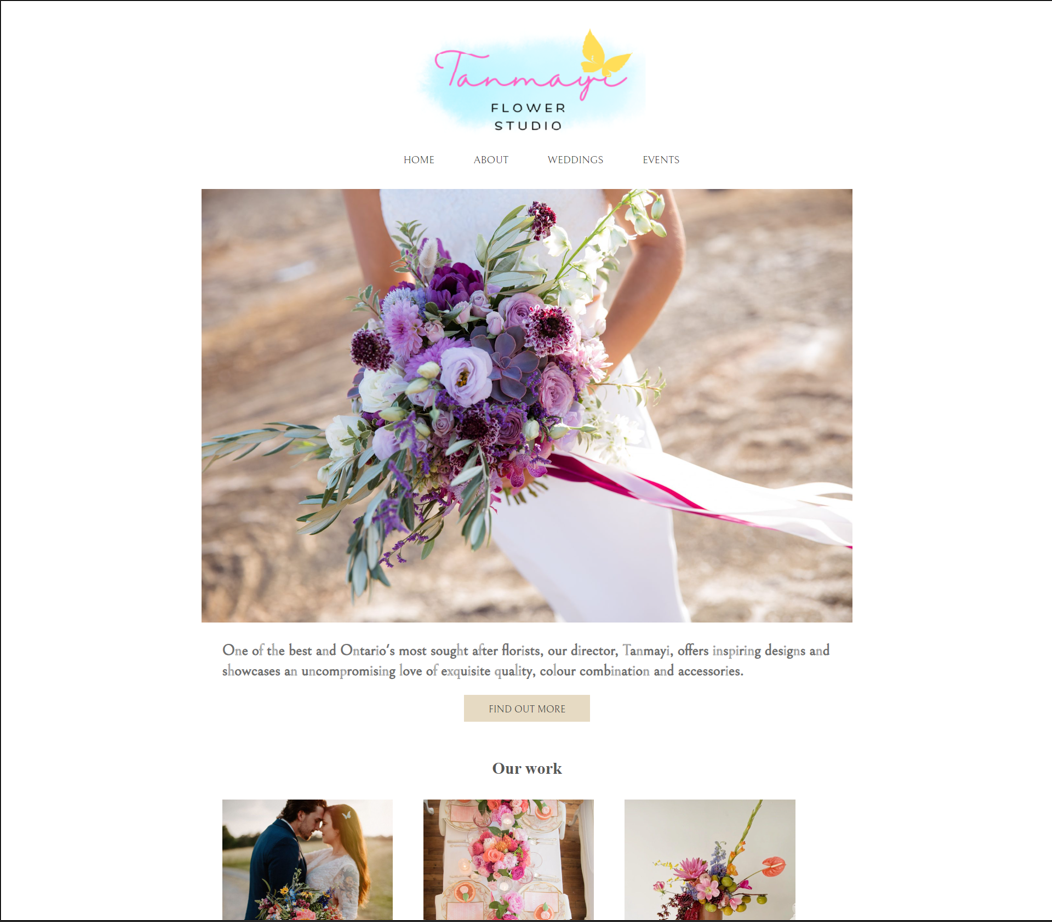 Tanmayi
FLOWER
STUDIO
HOME ABOUT WEDDINGS EVENTS
One of the best and Ontario's most sought after florists, our director, Tanmayi, offers inspiring designs and
showcases an uncompromising love of exquisite quality, colour combination and accessories.
FIND OUT MORE
Our work